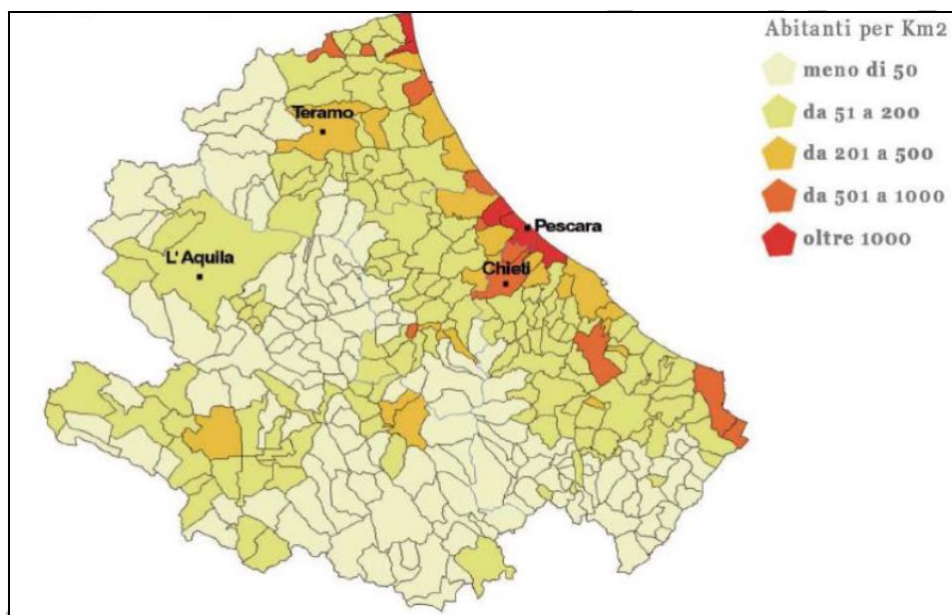 Abitanti per Km2
meno di 50
da 51 a 200
da 201 a 500
da 501 a 1000
oltre 1000
Teramo
Pescara
L'Aquila
Chieti